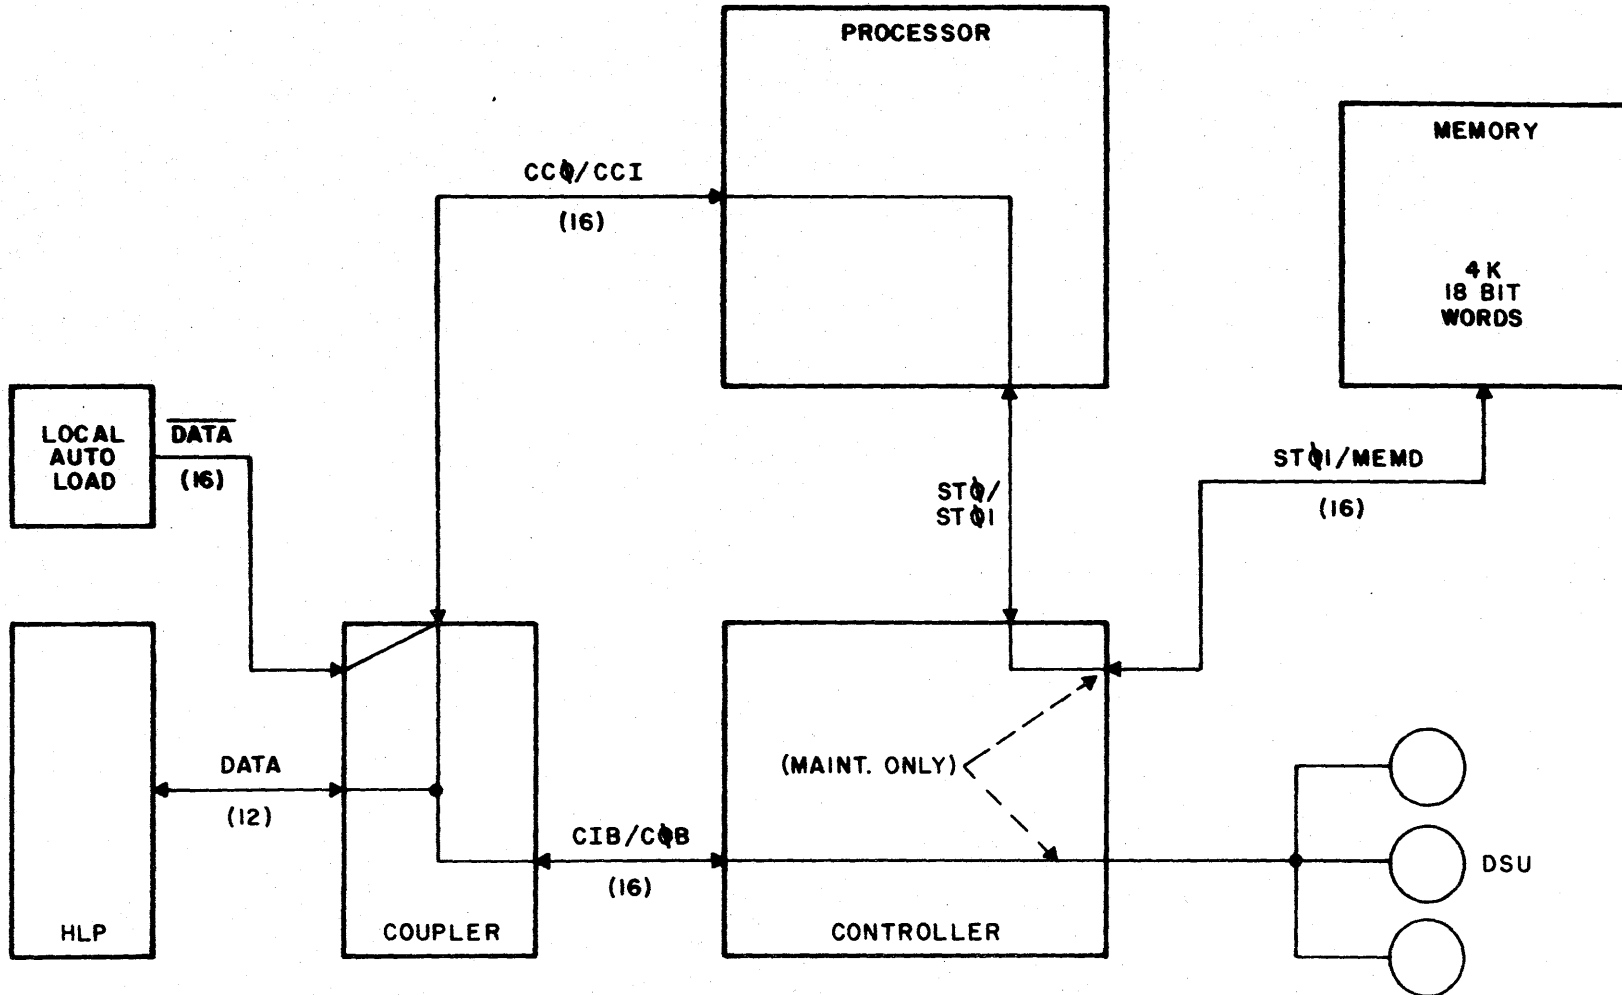 PROCESSOR
MEMORY
CCØ/CCI
(16)
4K
18 BIT
WORDS
LOCAL
AUTO
LOAD
DATA
(16)
STØI/MEMD
(16)
STØ/
STØI
DATA
(12)
(MAINT. ONLY)
CIB/CØB
(16)
DSU
HLP
COUPLER
CONTROLLER